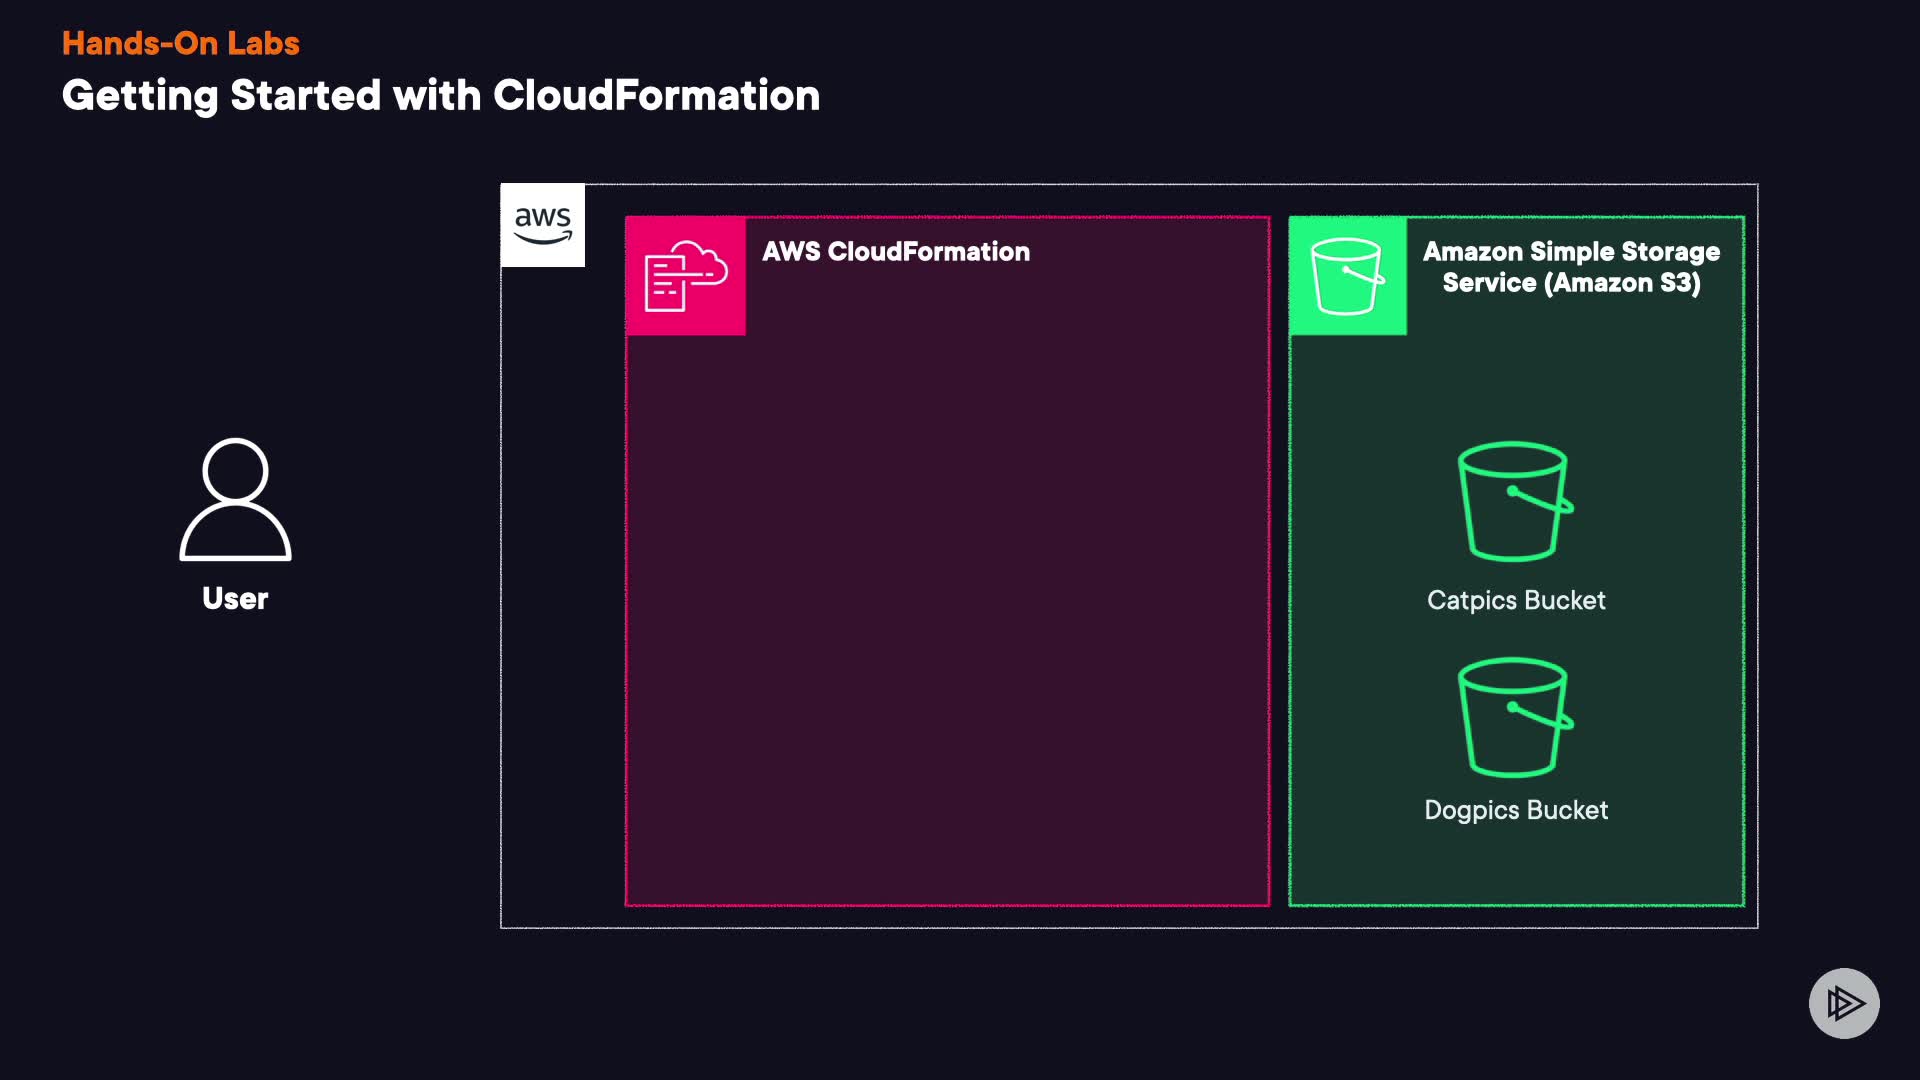 Hands-On Labs
Getting Started with CloudFormation
aws
AWS CloudFormation
Amazon Simple Storage
Service (Amazon S3)
User
Catpics Bucket
Dogpics Bucket